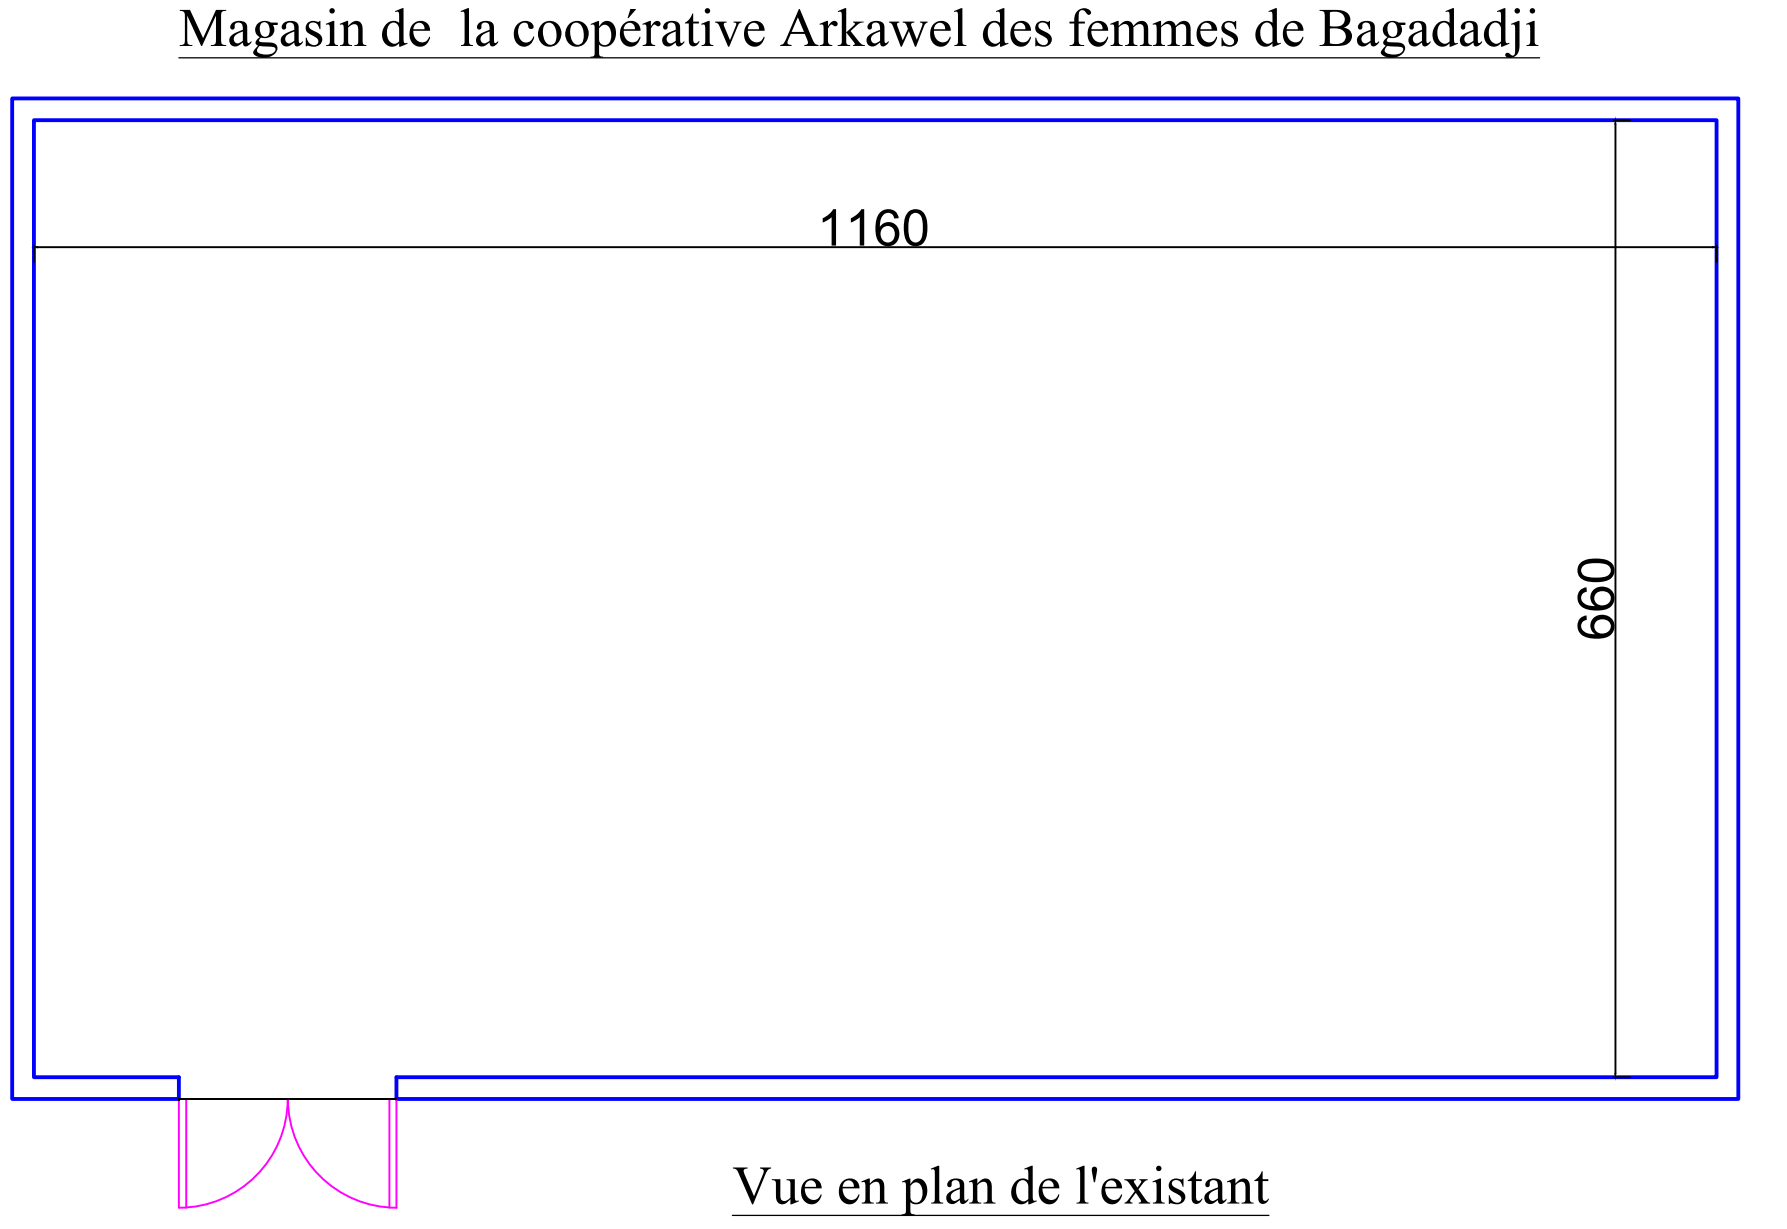 Magasin de  la coopérative Arkawel des femmes de Bagadadji
1160
660
Vue en plan de l'existant